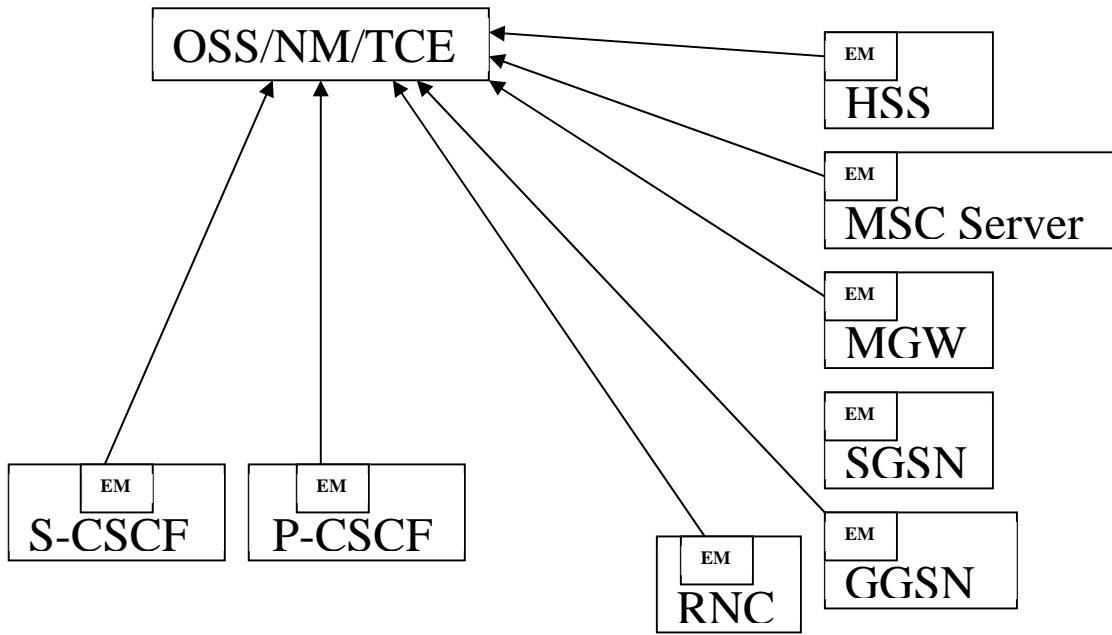 OSS/NM/TCE
EM
HSS
EM
MSC Server
EM
MGW
EM
SGSN
EM
GGSN
EM
S-CSCF
EM
P-CSCF
EM
RNC